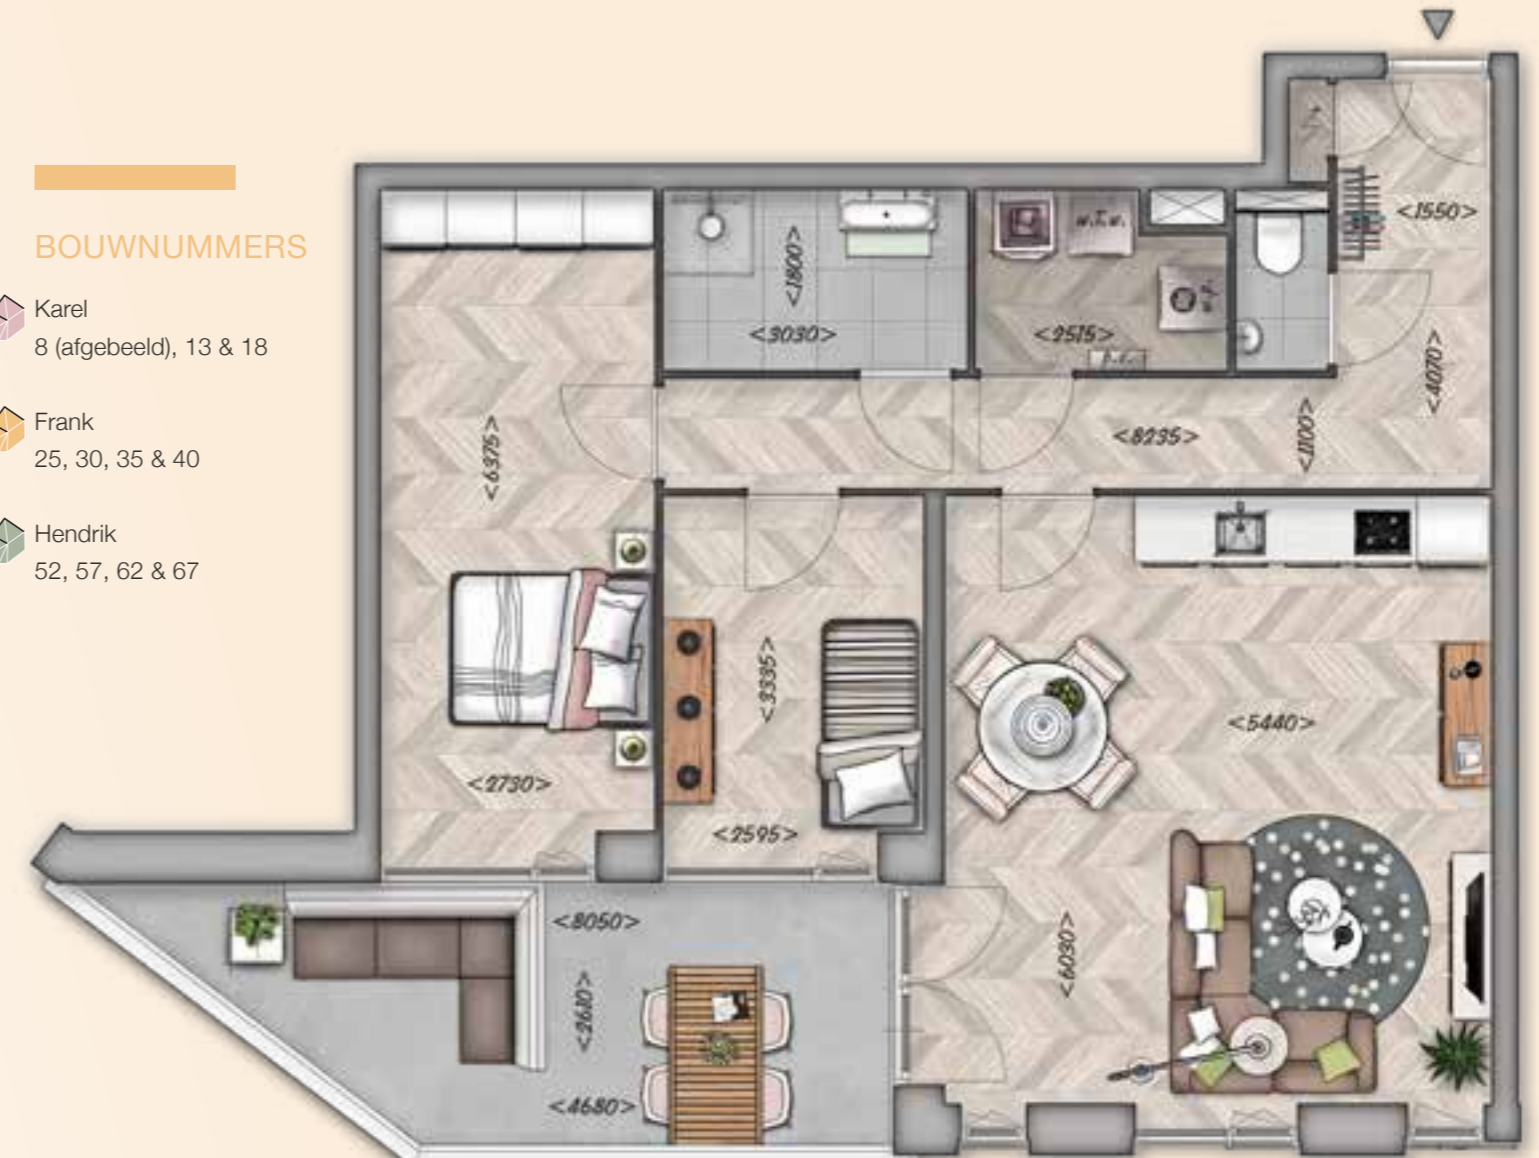 BOUWNUMMERS
Karel
8 (afgebeeld), 13 & 18
Frank
25, 30, 35 & 40
Hendrik
52, 57, 62 & 67
<1550>
w.t.w.
<1800>
<3030>
<2515>
<4070>
<6375>
<8235>
<1100>
<3335>
<5440>
<2730>
<2595>
<8050>
<6030>
<2610>
<4680>